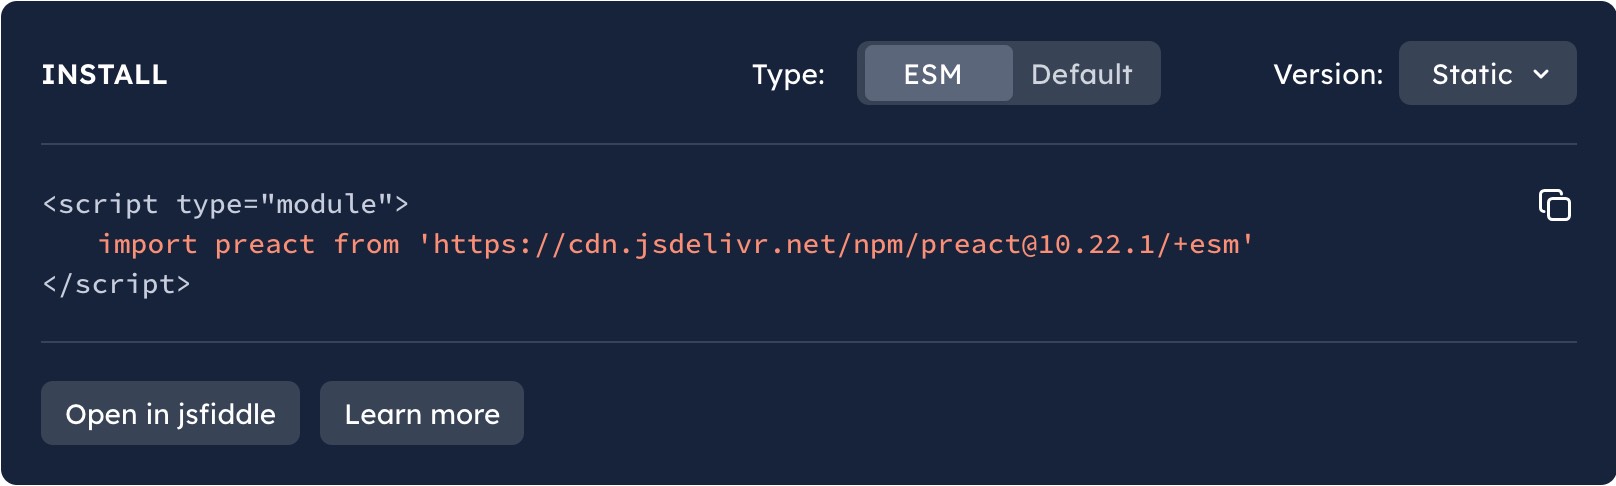 INSTALL Type: ESM Default Version: Static
<script type="module">
import preact from 'https://cdn.jsdelivr.net/npm/preact@10.22.1/+esm'
</script>
Open in jsfiddle Learn more